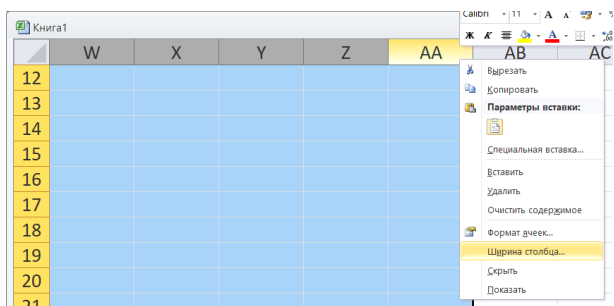 Книга1
Calibri 11 A A
Ж К А
W X Y Z AA AB AC
12
13
14
15
16
17
18
19
20
21
Вырезать
Копировать
Параметры вставки:
Специальная вставка...
Вставить
Удалить
Очистить содержимое
Формат ячеек...
Ширина столбца...
Скрыть
Показать